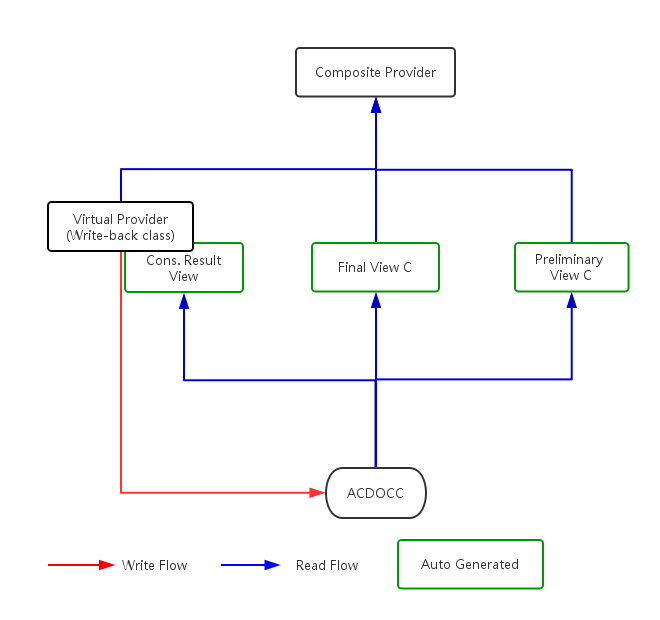 Composite Provider
Virtual Provider
(Write-back class)
Cons. Result
View
Final View C
Preliminary
View C
ACDOCC
Write Flow
Read Flow
Auto Generated